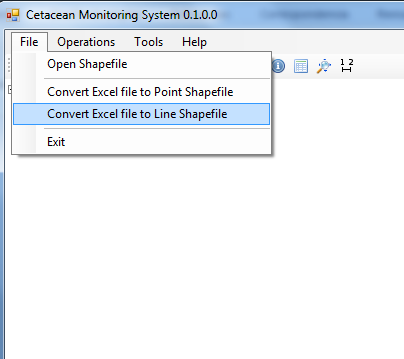 Cetacean Monitoring System 0.1.0.0
File Operations Tools Help
Open Shapefile
1 2
Convert Excel file to Point Shapefile
Convert Excel file to Line Shapefile
Exit